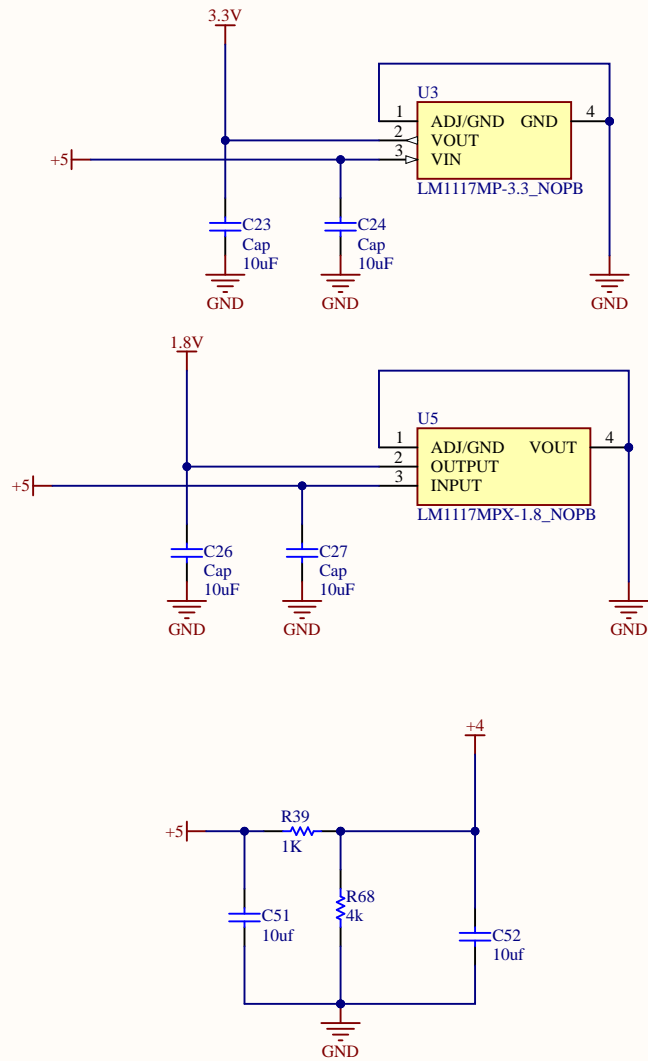 3.3V
U3
1 ADJ/GND GND 4
2 VOUT
+5 3 VIN
LM1117MP-3.3_NOPB
C23 C24
Cap Cap
10uF 10uF
GND GND GND
1.8V
U5
1 ADJ/GND VOUT 4
2 OUTPUT
+5 3 INPUT
LM1117MPX-1.8_NOPB
C26 C27
Cap Cap
10uF 10uF
GND GND GND
+4
R39
+5
1K
R68
C51 4k
10uf
C52
10uf
GND